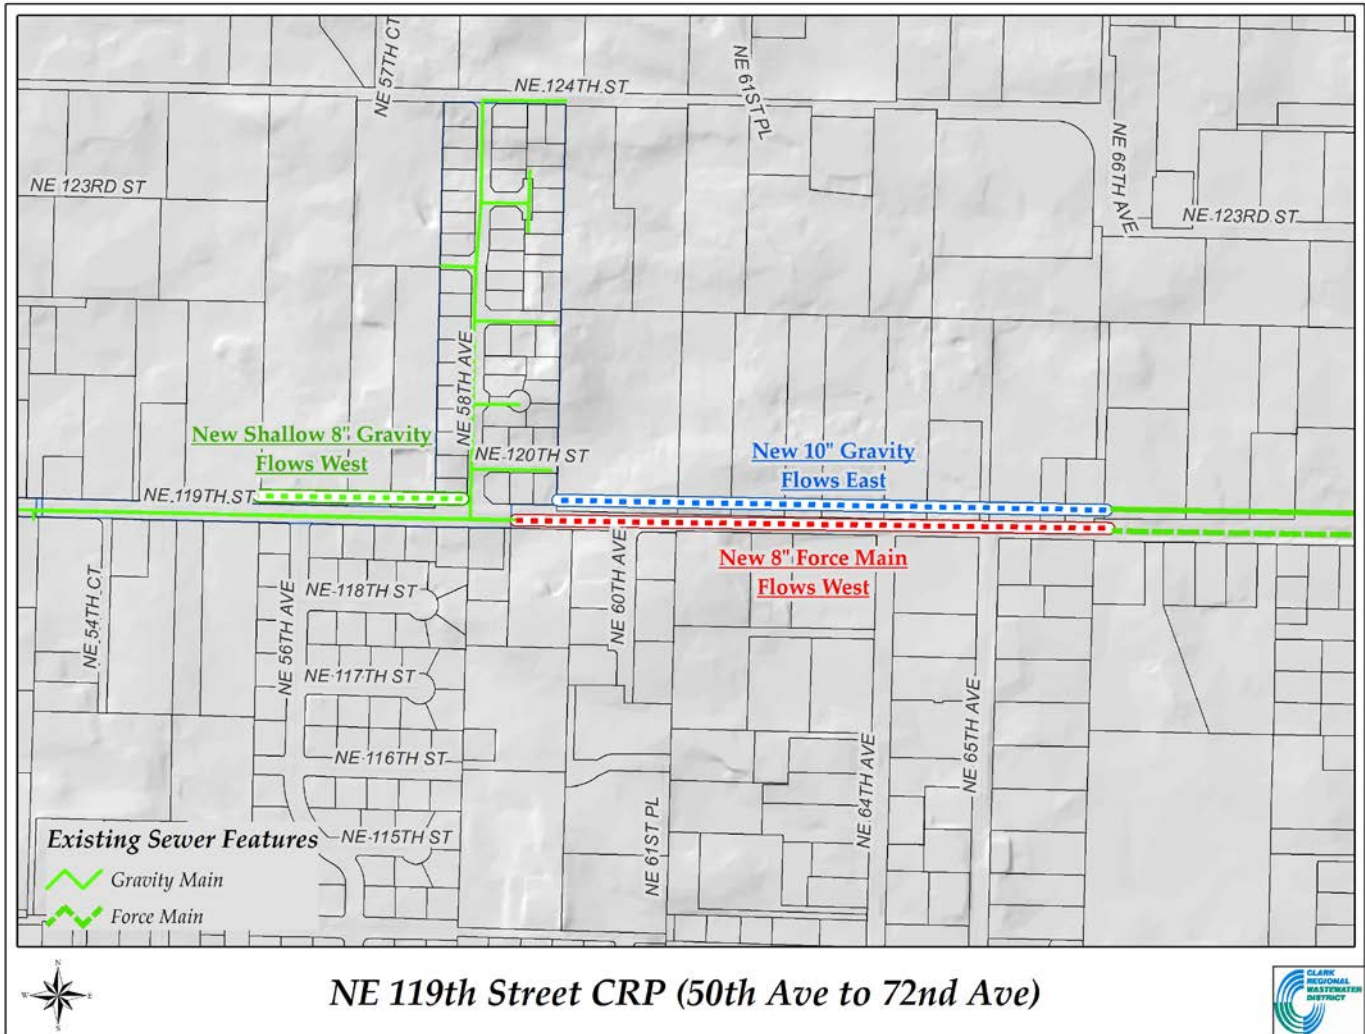 NE 57TH CT
NE 124TH ST
NE 61ST PL
NE 66TH AVE
NE 123RD ST
NE 123RD ST
NE 58TH AVE
New Shallow 8" Gravity
Flows West
NE 120TH ST
New 10" Gravity
Flows East
NE 119TH ST
New 8" Force Main
Flows West
NE 54TH CT
NE 56TH AVE
NE 118TH ST
NE 60TH AVE
NE 117TH ST
NE 116TH ST
NE 64TH AVE
NE 65TH AVE
NE 115TH ST
NE 61ST PL
Existing Sewer Features
Gravity Main
Force Main
N
W
E
S
NE 119th Street CRP (50th Ave to 72nd Ave)
CLARK
REGIONAL
WASTEWATER
DISTRICT